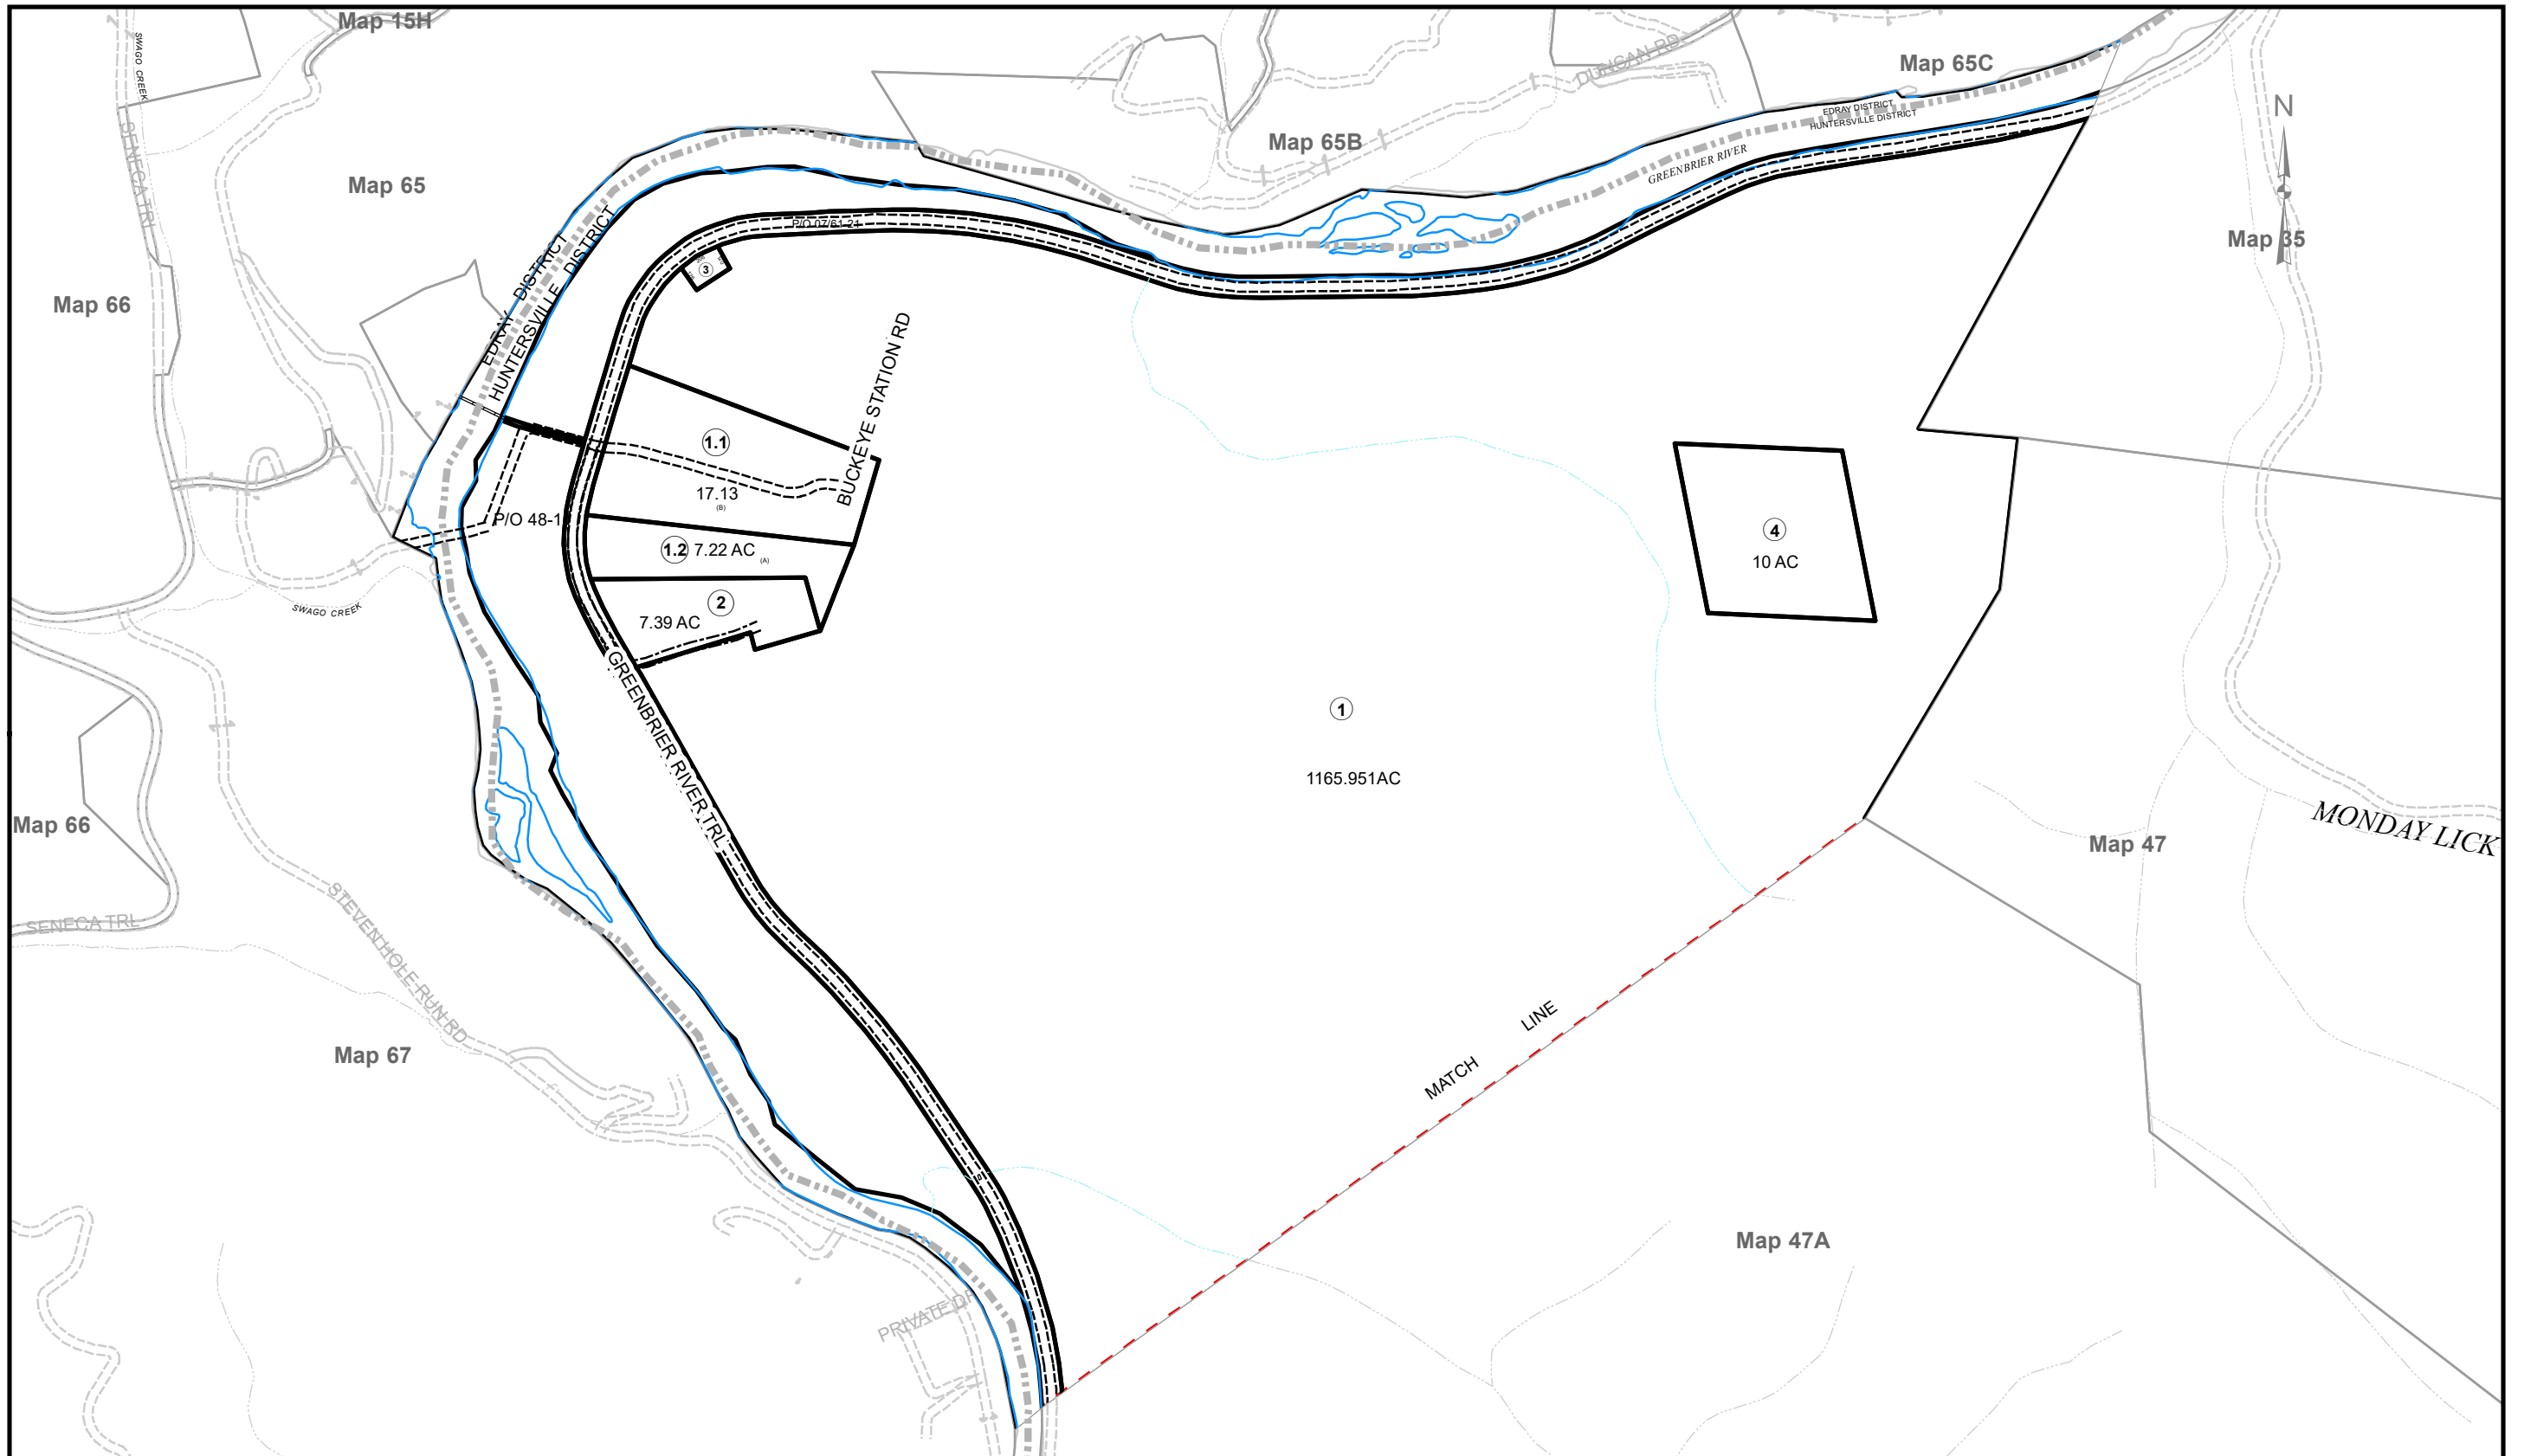 Map 15H
SWAGO CREEK
SENECA TRL
Map 65
Map 66
DUNCAN RD
Map 65C
Map 65B
EDRAY DISTRICT
HUNTERSVILLE DISTRICT
GREENBRIER RIVER
N
Map 35
P/O 07/61-21
3
EDRAY DISTRICT
HUNTERSVILLE DISTRICT
BUCKEYE STATION RD
1.1
17.13
(B)
P/O 48-1
1.2 7.22 AC
(A)
2
7.39 AC
4
10 AC
SWAGO CREEK
GREENBRIER RIVER TRL
1
1165.951AC
Map 66
SENECA TRL
STEVEN HOLE RUN RD
Map 47
MONDAY LICK
MATCH LINE
Map 67
Map 47A
PRIVATE DR